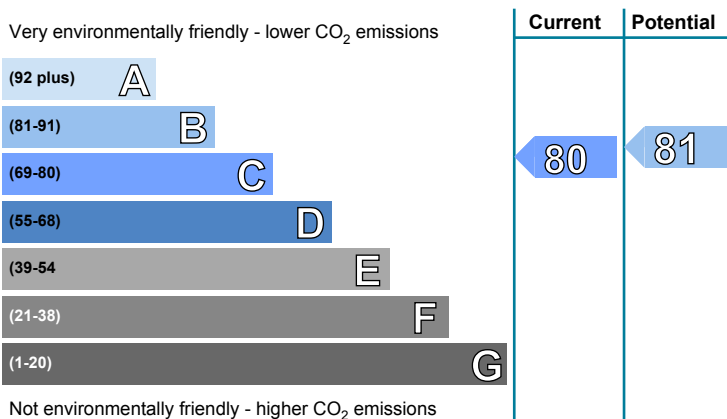 Very environmentally friendly - lower CO2 emissions
Current
Potential
(92 plus) A
(81-91) B
(69-80) C
(55-68) D
(39-54 E
(21-38) F
(1-20) G
80
81
Not environmentally friendly - higher CO2 emissions